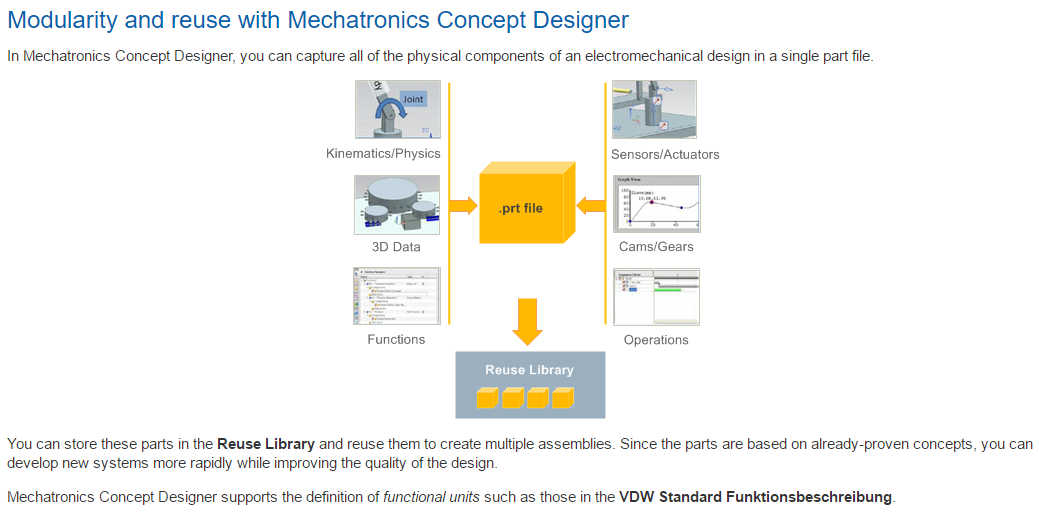 Modularity and reuse with Mechatronics Concept Designer
In Mechatronics Concept Designer, you can capture all of the physical components of an electromechanical design in a single part file.
Joint
ZC
Kinematics/Physics
Sensors/Actuators
.prt file
Graph View
3D Data
Cams/Gears
Functions
Operations
Reuse Library
You can store these parts in the Reuse Library and reuse them to create multiple assemblies. Since the parts are based on already-proven concepts, you can
develop new systems more rapidly while improving the quality of the design.
Mechatronics Concept Designer supports the definition of functional units such as those in the VDW Standard Funktionsbeschreibung.